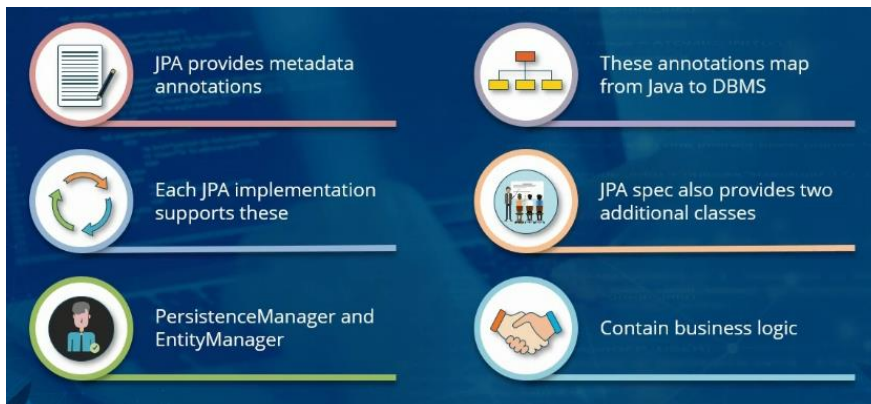 JPA provides metadata
annotations
These annotations map
from Java to DBMS
Each JPA implementation
supports these
JPA spec also provides two
additional classes
PersistenceManager and
EntityManager
Contain business logic